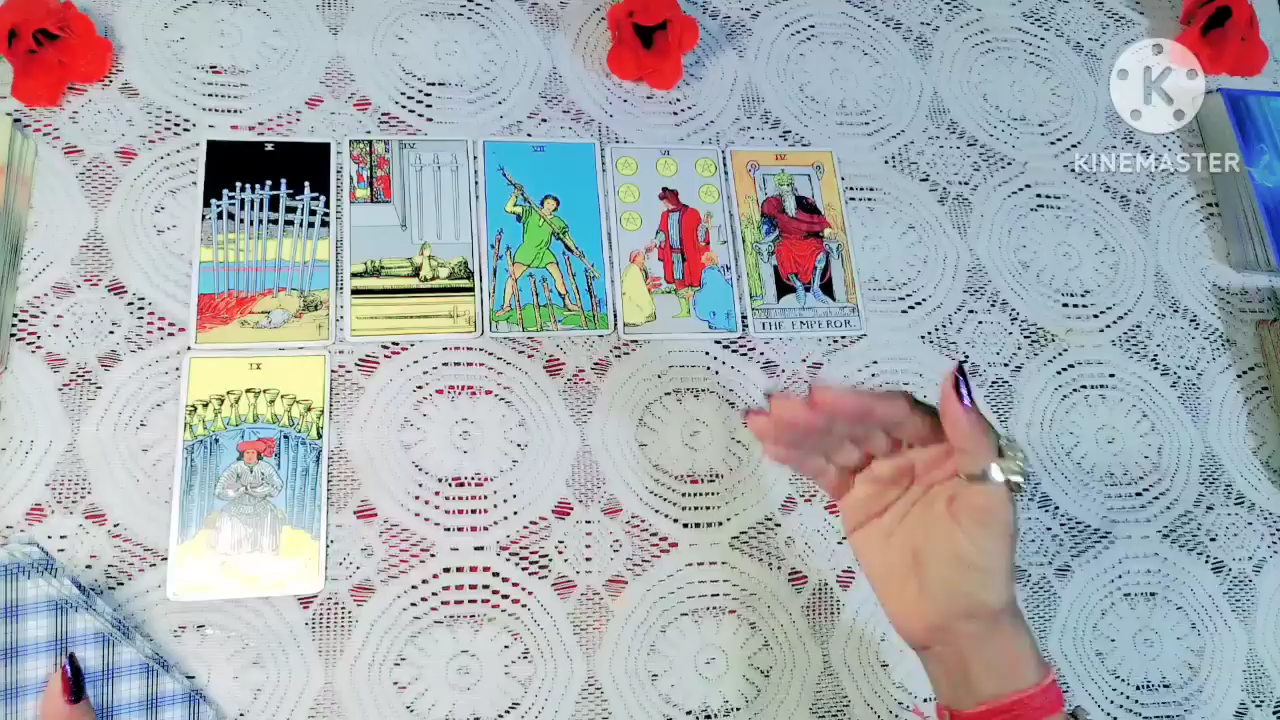 X
IV
VII
VI
IV
THE EMPEROR.
IX
K
KINEMASTER